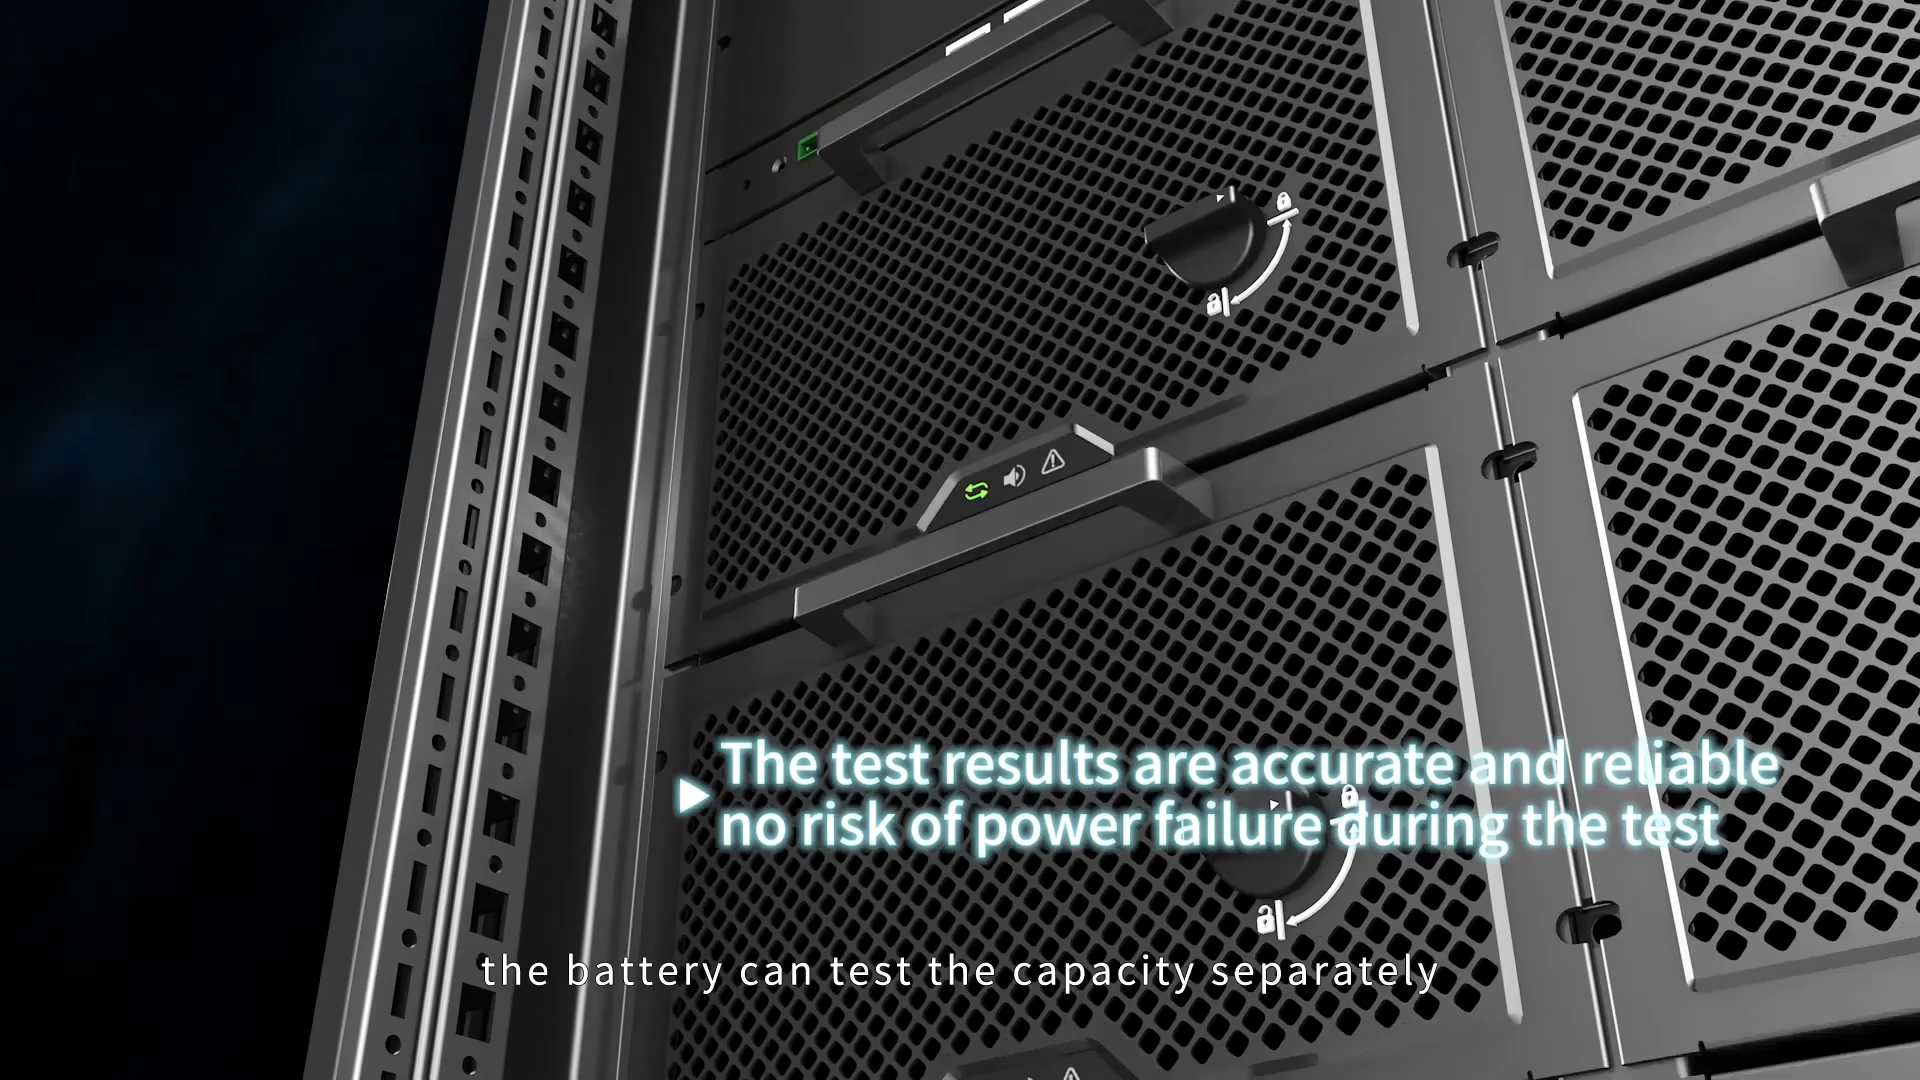 The test results are accurate and reliable
no risk of power failure during the test
the battery can test the capacity separately